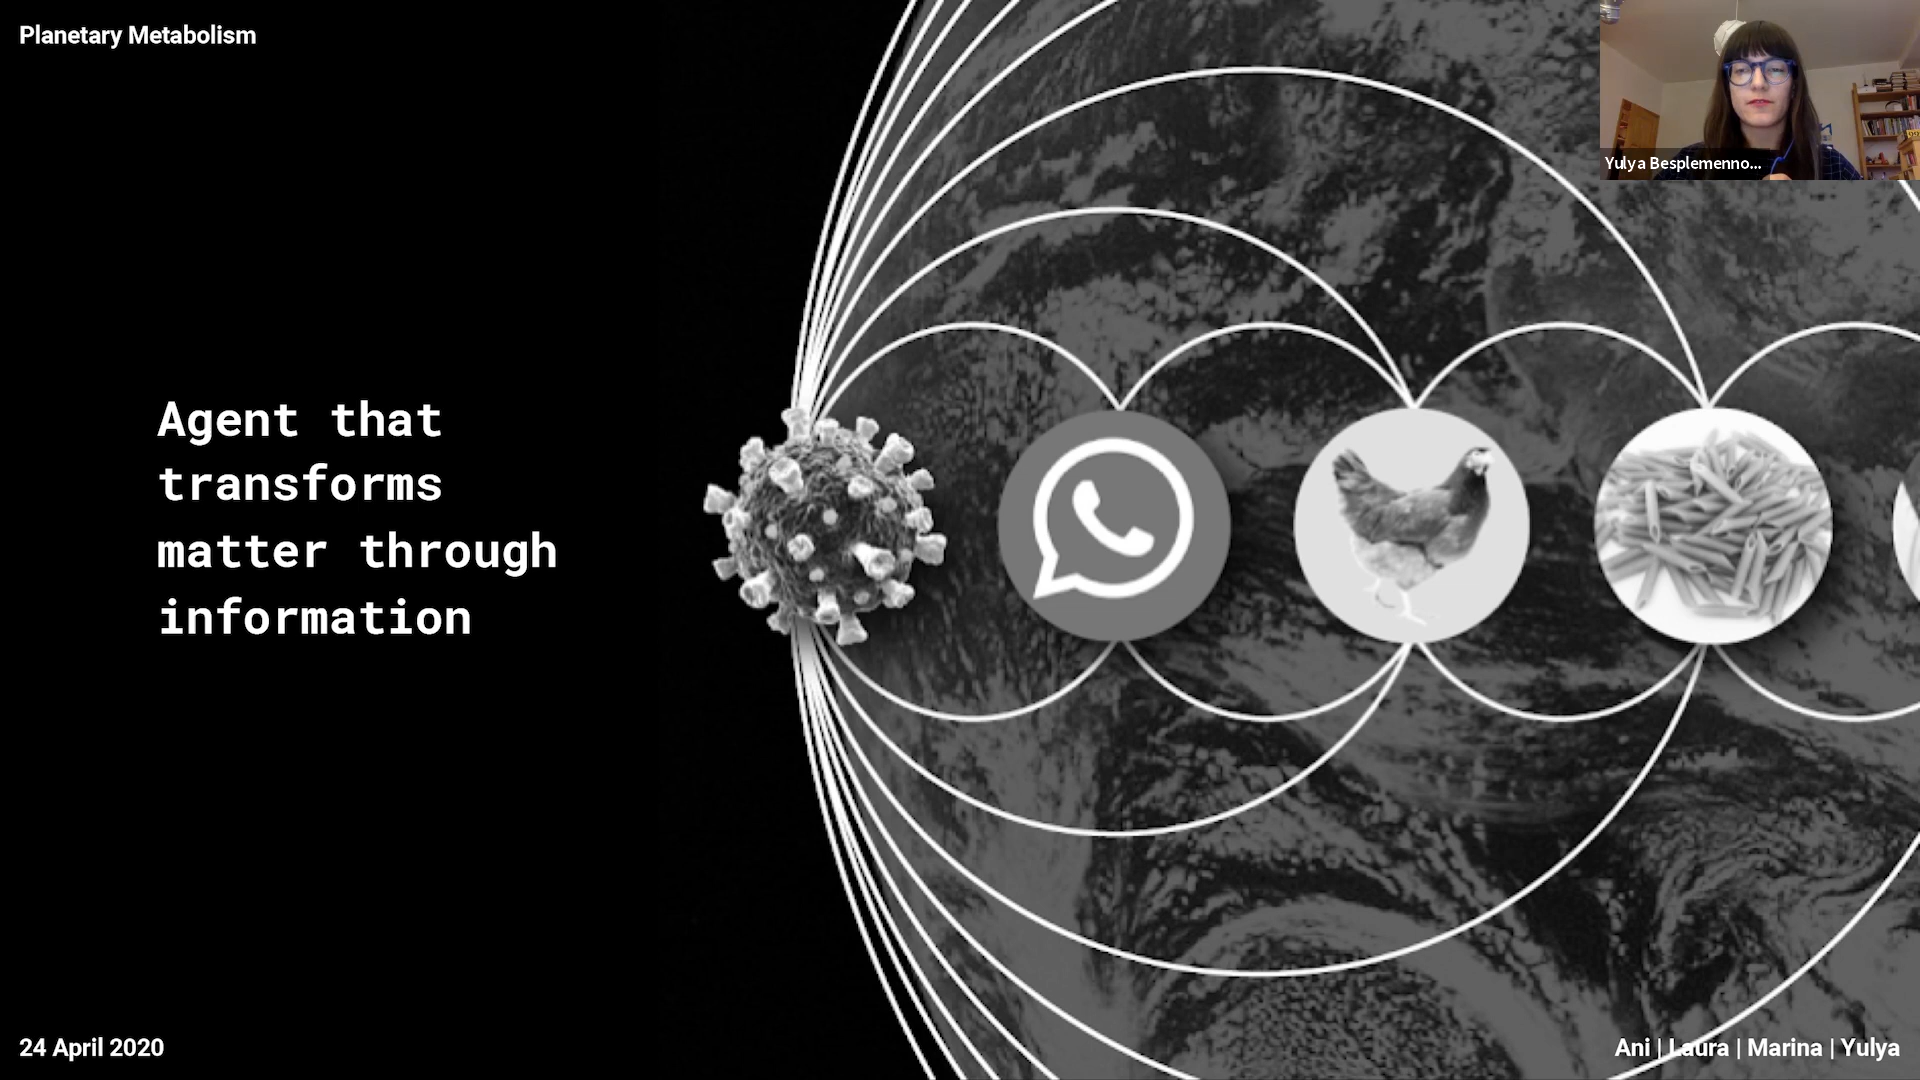 Planetary Metabolism
Yulya Besplemenno...
Agent that
transforms
matter through
information
24 April 2020
Ani | Laura | Marina | Yulya